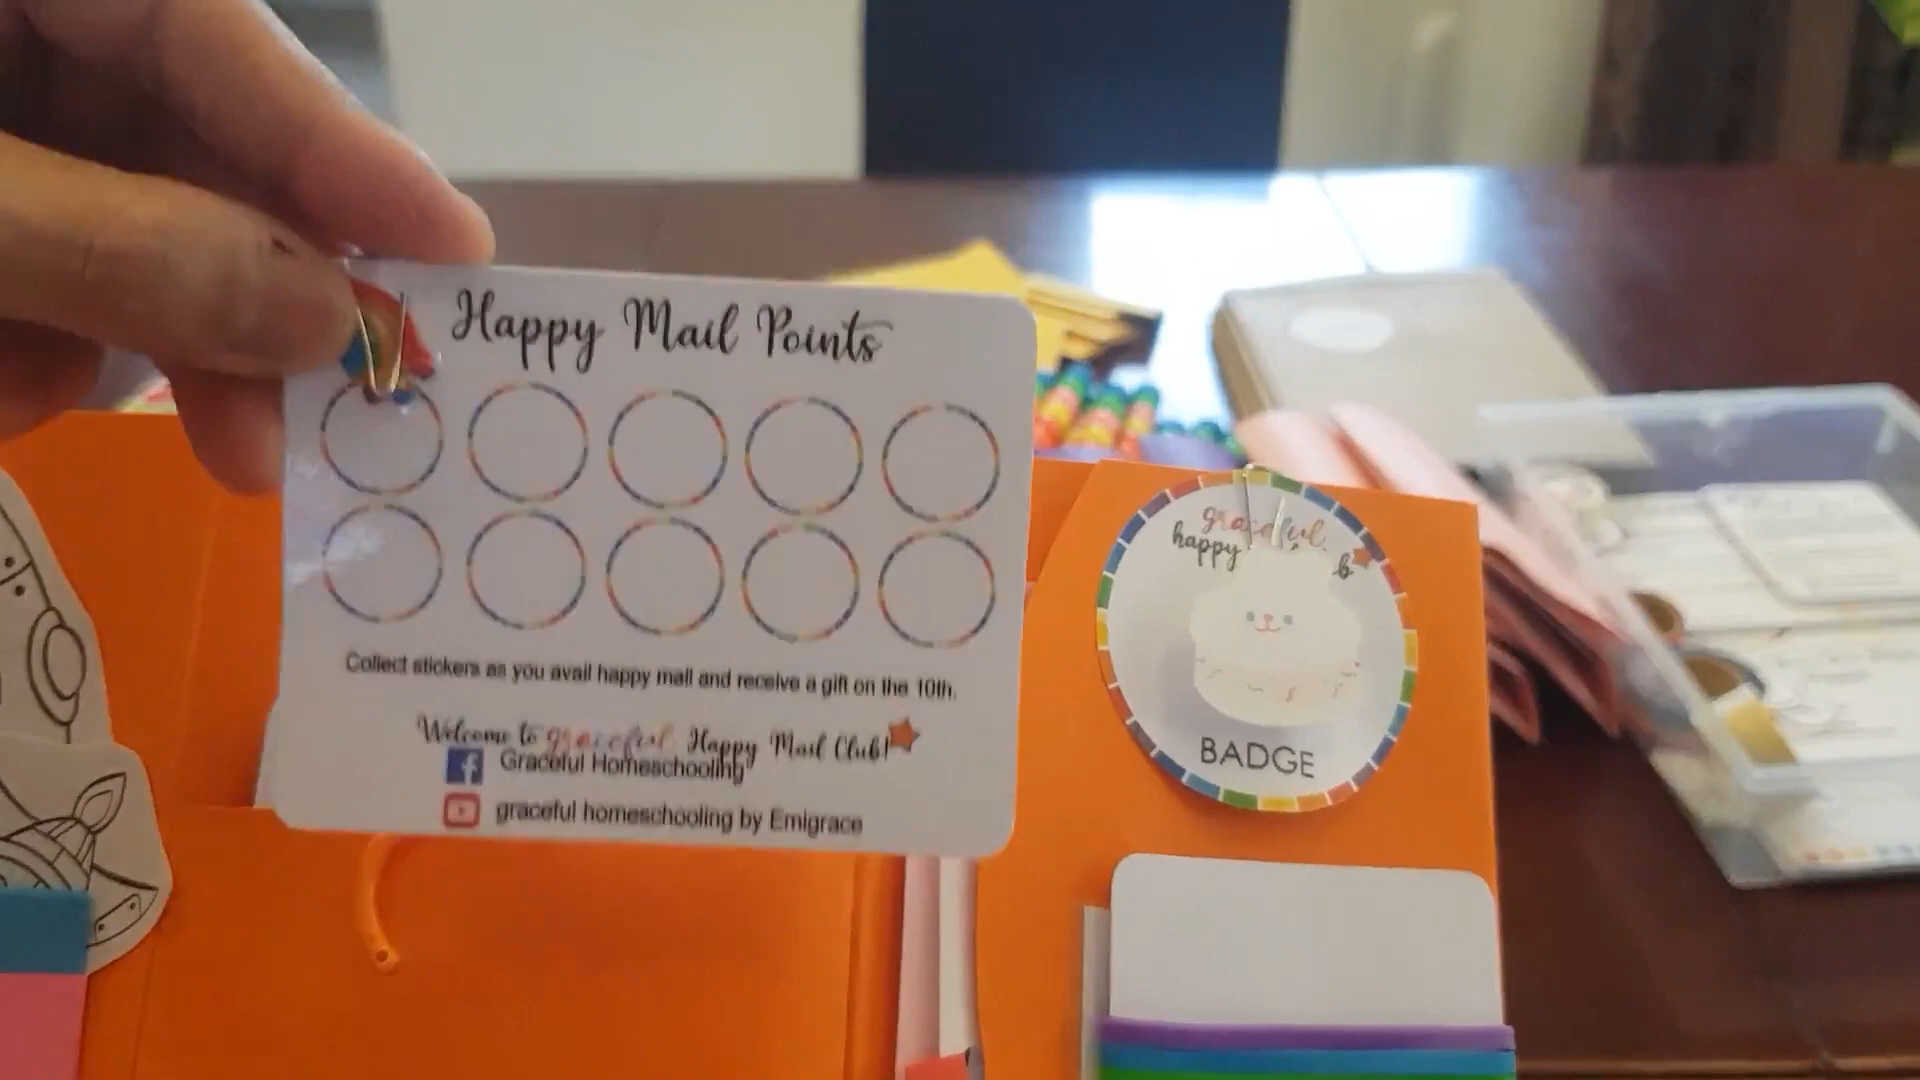 Happy Mail Points
Collect stickers as you avail happy mail and receive a gift on the 10th.
Welcome to graceful Happy Mail Club!
Graceful Homeschooling
graceful homeschooling by Emigrace
graceful
happy
b
BADGE